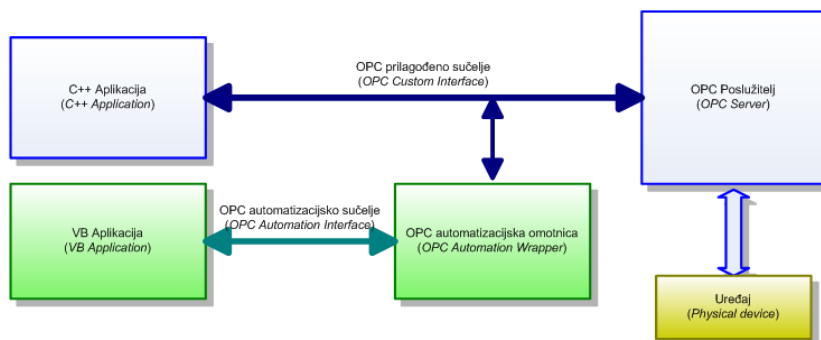 C++ Aplikacija
(C++ Application)
OPC prilagođeno sučelje
(OPC Custom Interface)
OPC Poslužitelj
(OPC Server)
VB Aplikacija
(VB Application)
OPC automatizacijsko sučelje
(OPC Automation Interface)
OPC automatizacijska omotnica
(OPC Automation Wrapper)
Uređaj
(Physical device)